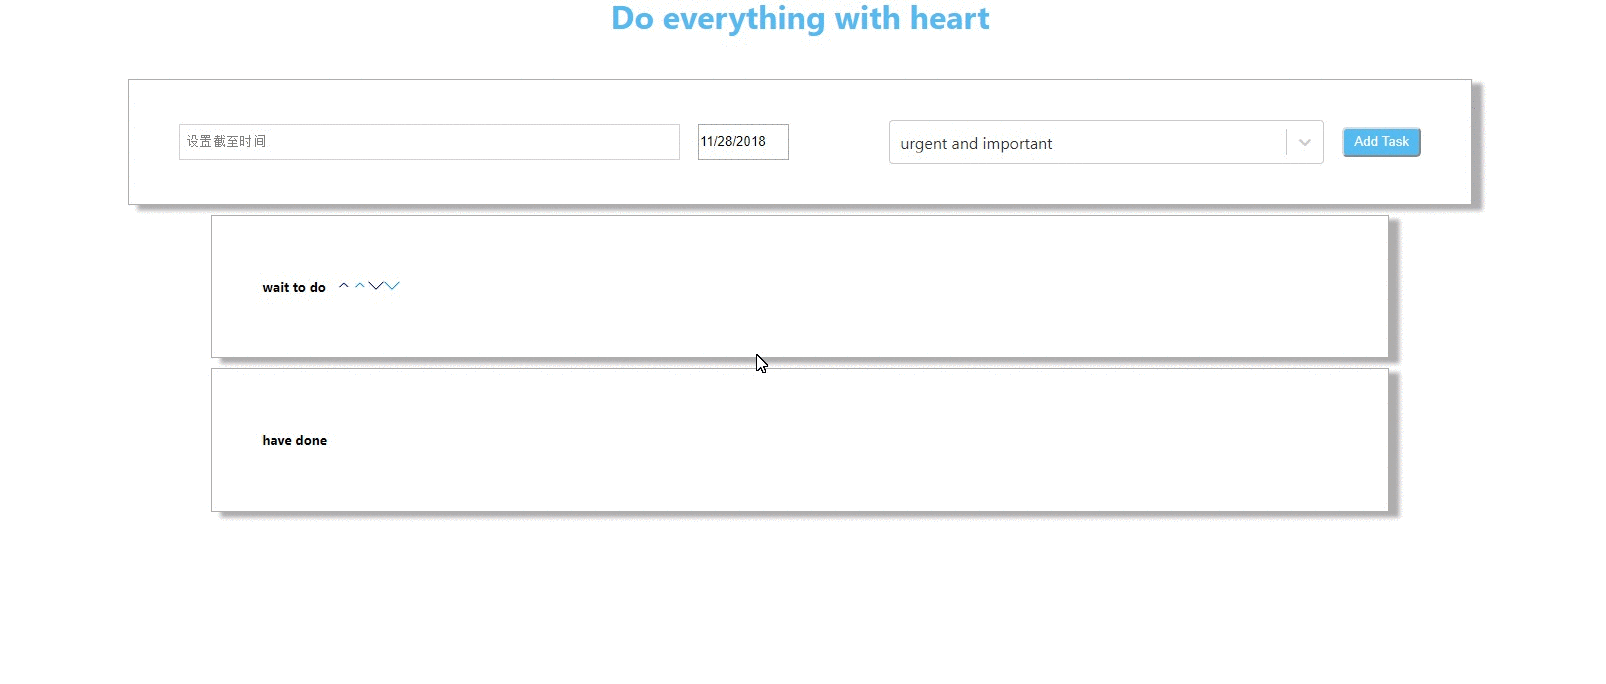 Do everything with heart
设置截至时间
11/28/2018
urgent and important
Add Task
wait to do
have done